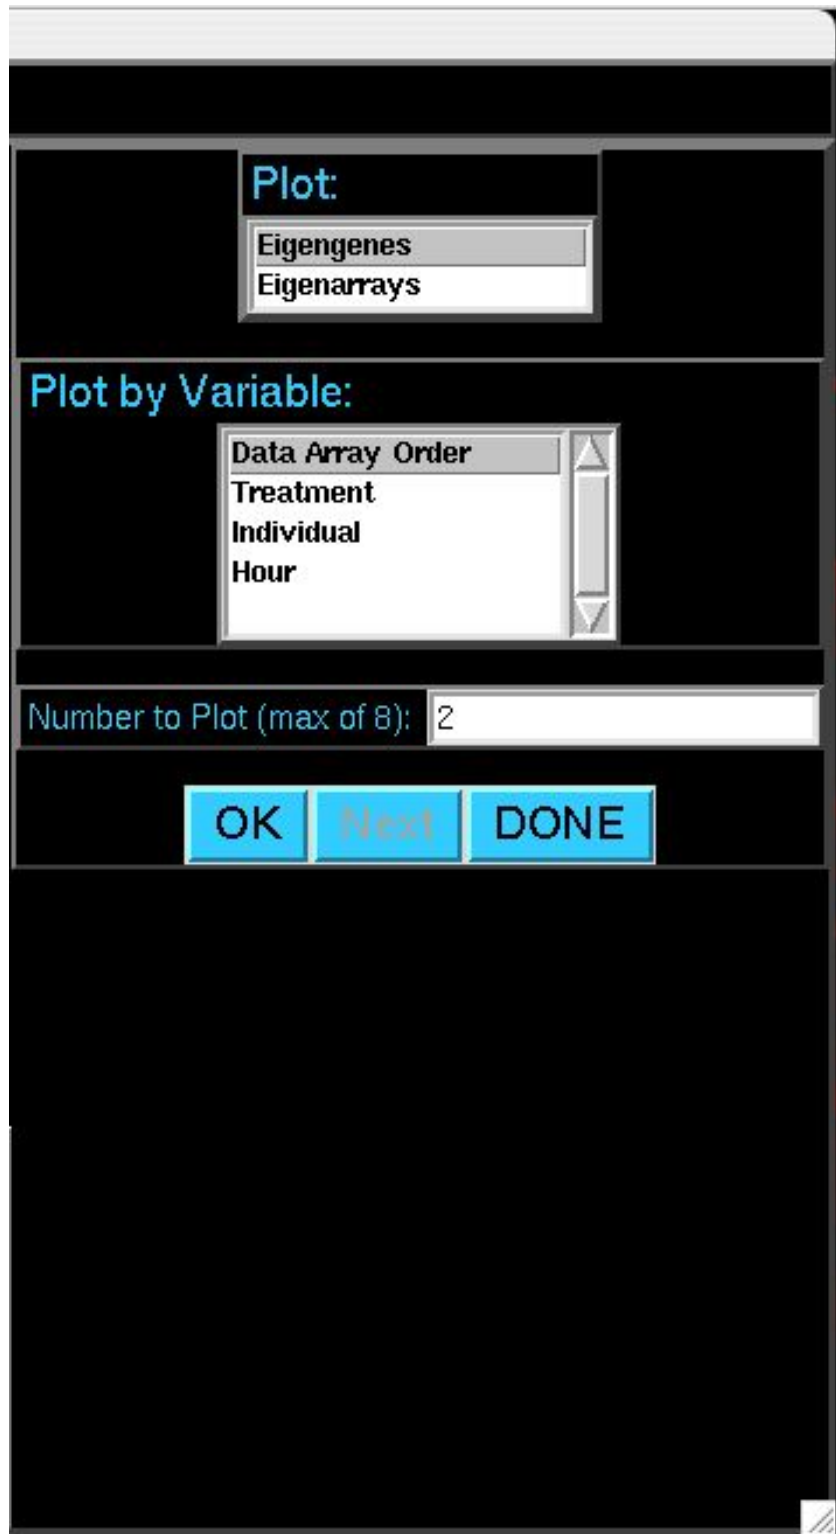 Plot:
Eigengenes
Eigenarrays
Plot by Variable:
Data Array Order
Treatment
Individual
Hour
Number to Plot (max of 8): 2
OK Next DONE